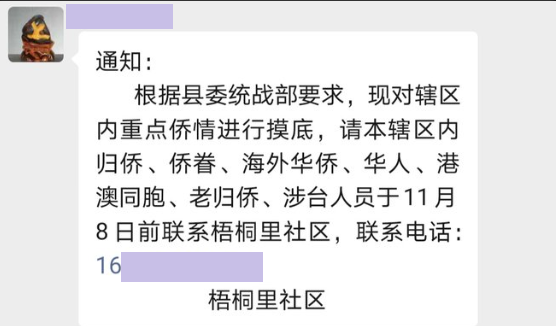 通知：
根据县委统战部要求，现对辖区
内重点侨情进行摸底，请本辖区内
归侨、侨眷、海外华侨、华人、港
澳同胞、老归侨、涉台人员于11月
8日前联系梧桐里社区，联系电话：
16
梧桐里社区